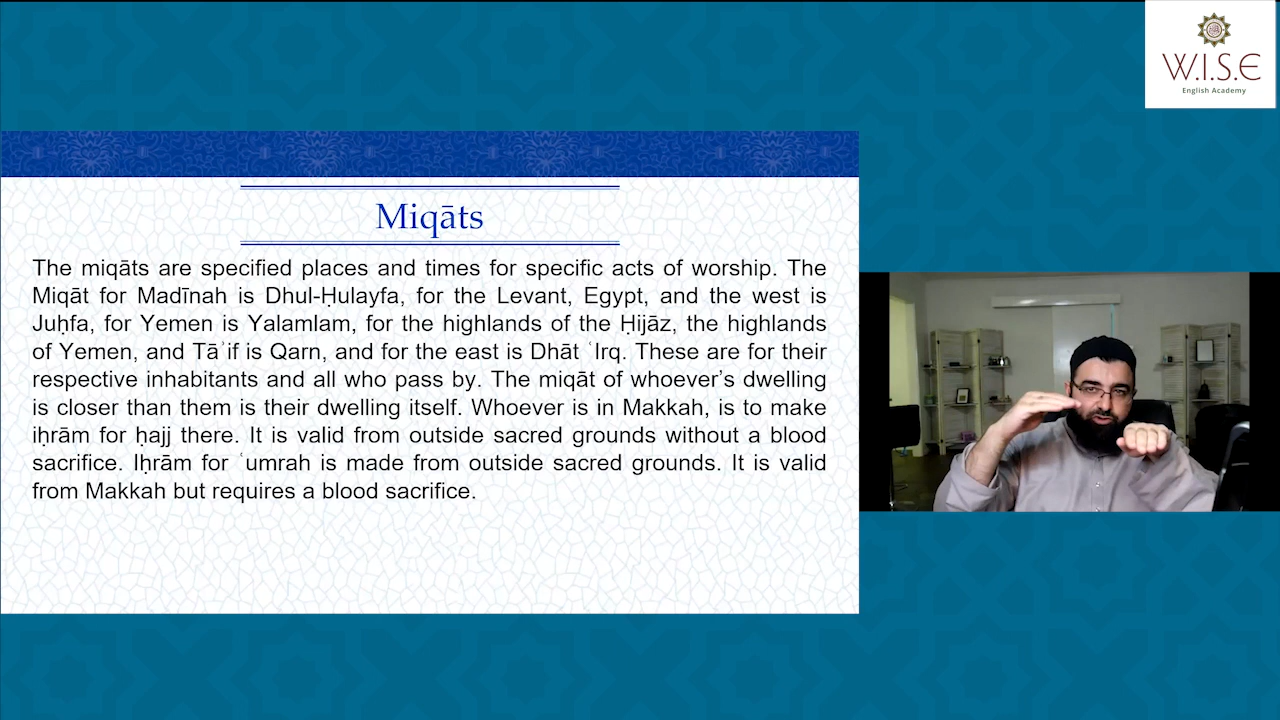 W.I.S.E
English Academy
Miqāts
The miqāts are specified places and times for specific acts of worship. The
Miqāt for Madīnah is Dhul-Ḥulayfa, for the Levant, Egypt, and the west is
Juḥfa, for Yemen is Yalamlam, for the highlands of the Ḥijāz, the highlands
of Yemen, and Tāʾif is Qarn, and for the east is Dhāt ʿIrq. These are for their
respective inhabitants and all who pass by. The miqāt of whoever’s dwelling
is closer than them is their dwelling itself. Whoever is in Makkah, is to make
iḥrām for ḥajj there. It is valid from outside sacred grounds without a blood
sacrifice. Iḥrām for ʿumrah is made from outside sacred grounds. It is valid
from Makkah but requires a blood sacrifice.